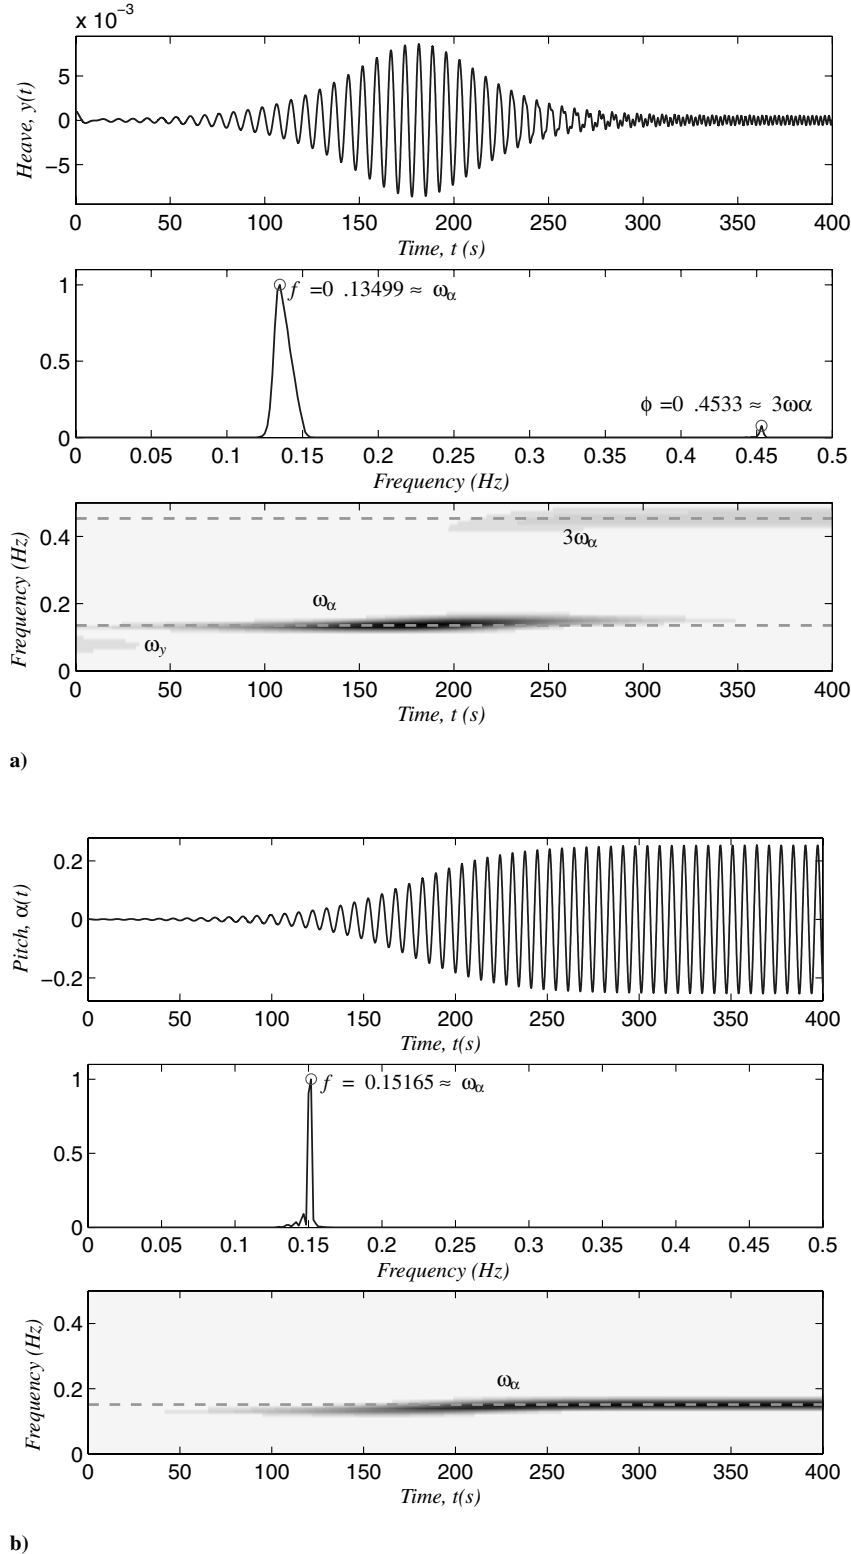 x 10⁻³
5
0
−5
Heave, y(t)
0 50 100 150 200 250 300 350 400
Time, t (s)
1
0.5
0
f =0 .13499 ≈ ωα
ϕ =0 .4533 ≈ 3ωα
0 0.05 0.1 0.15 0.2 0.25 0.3 0.35 0.4 0.45 0.5
Frequency (Hz)
0.4
0.2
0
Frequency (Hz)
3ωα
ωα
ωy
0 50 100 150 200 250 300 350 400
Time, t (s)
a)
0.2
0
−0.2
Pitch, α(t)
0 50 100 150 200 250 300 350 400
Time, t(s)
1
0.5
0
f = 0.15165 ≈ ωα
0 0.05 0.1 0.15 0.2 0.25 0.3 0.35 0.4 0.45 0.5
Frequency (Hz)
0.4
0.2
0
Frequency (Hz)
ωα
0 50 100 150 200 250 300 350 400
Time, t(s)
b)